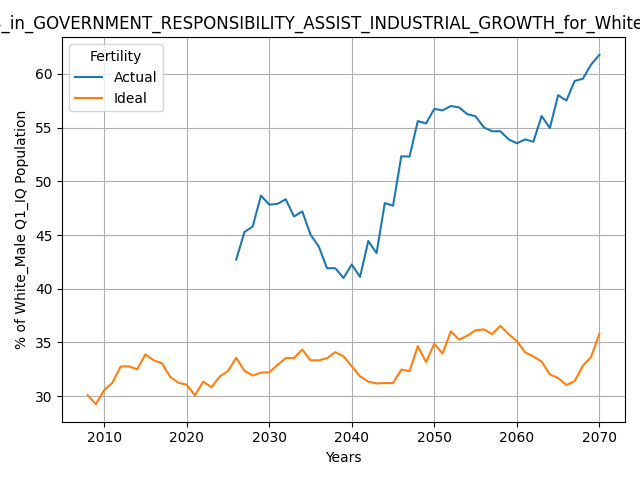 _in_GOVERNMENT_RESPONSIBILITY_ASSIST_INDUSTRIAL_GROWTH_for_White
Fertility
Actual
Ideal
% of White_Male Q1_IQ Population
60
55
50
45
40
35
30
2010 2020 2030 2040 2050 2060 2070
Years